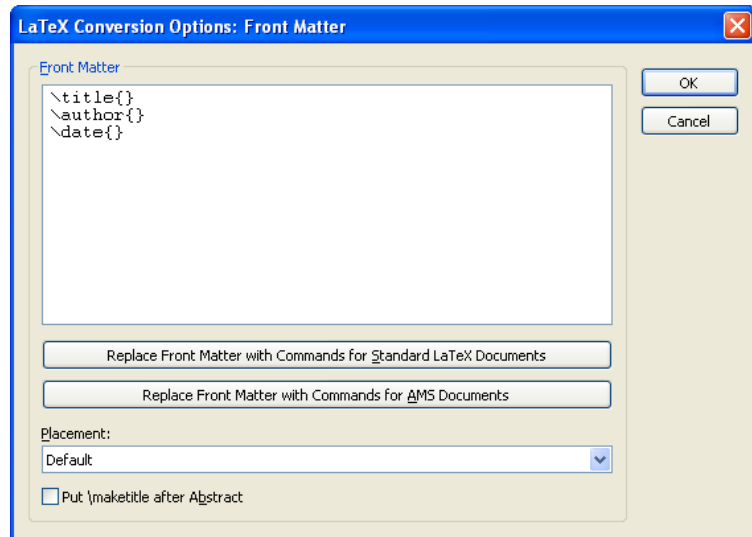 LaTeX Conversion Options: Front Matter
Front Matter
\title{}
\author{}
\date{}
OK
Cancel
Replace Front Matter with Commands for Standard LaTeX Documents
Replace Front Matter with Commands for AMS Documents
Placement:
Default
Put \maketitle after Abstract